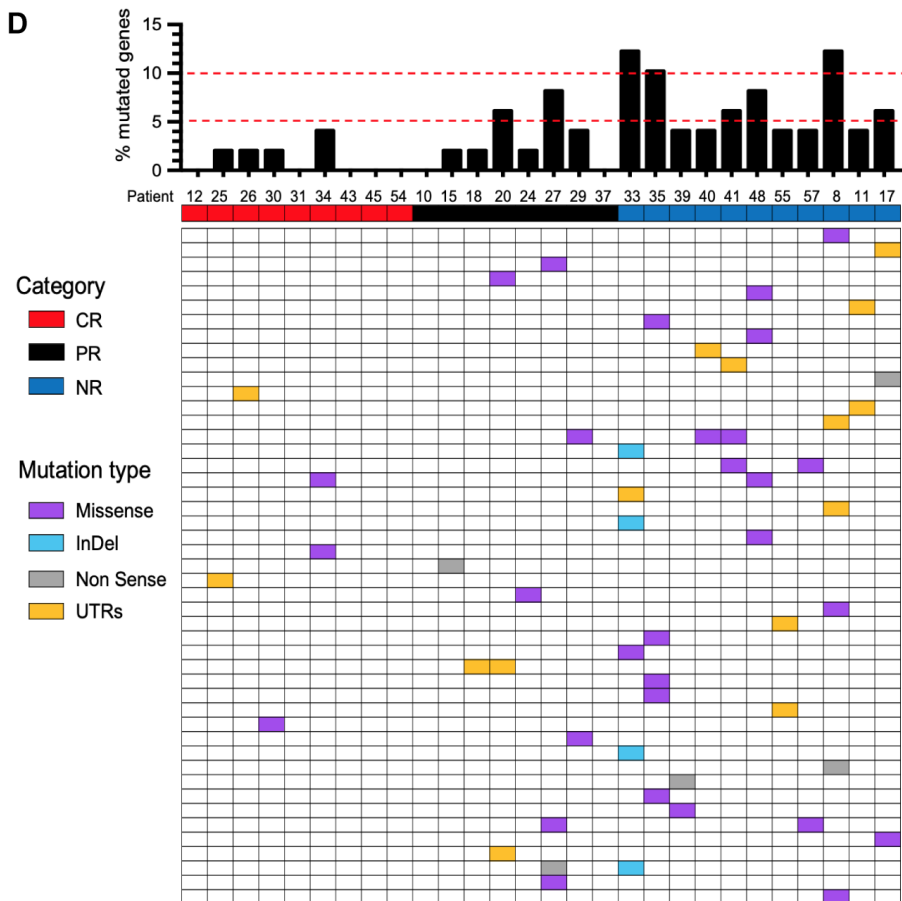 D
% mutated genes
15
10
5
0
Patient 12 25 26 30 31 34 43 45 54 10 15 18 20 24 27 29 37 33 35 39 40 41 48 55 57 8 11 17
Category
CR
PR
NR
Mutation type
Missense
InDel
Non Sense
UTRs